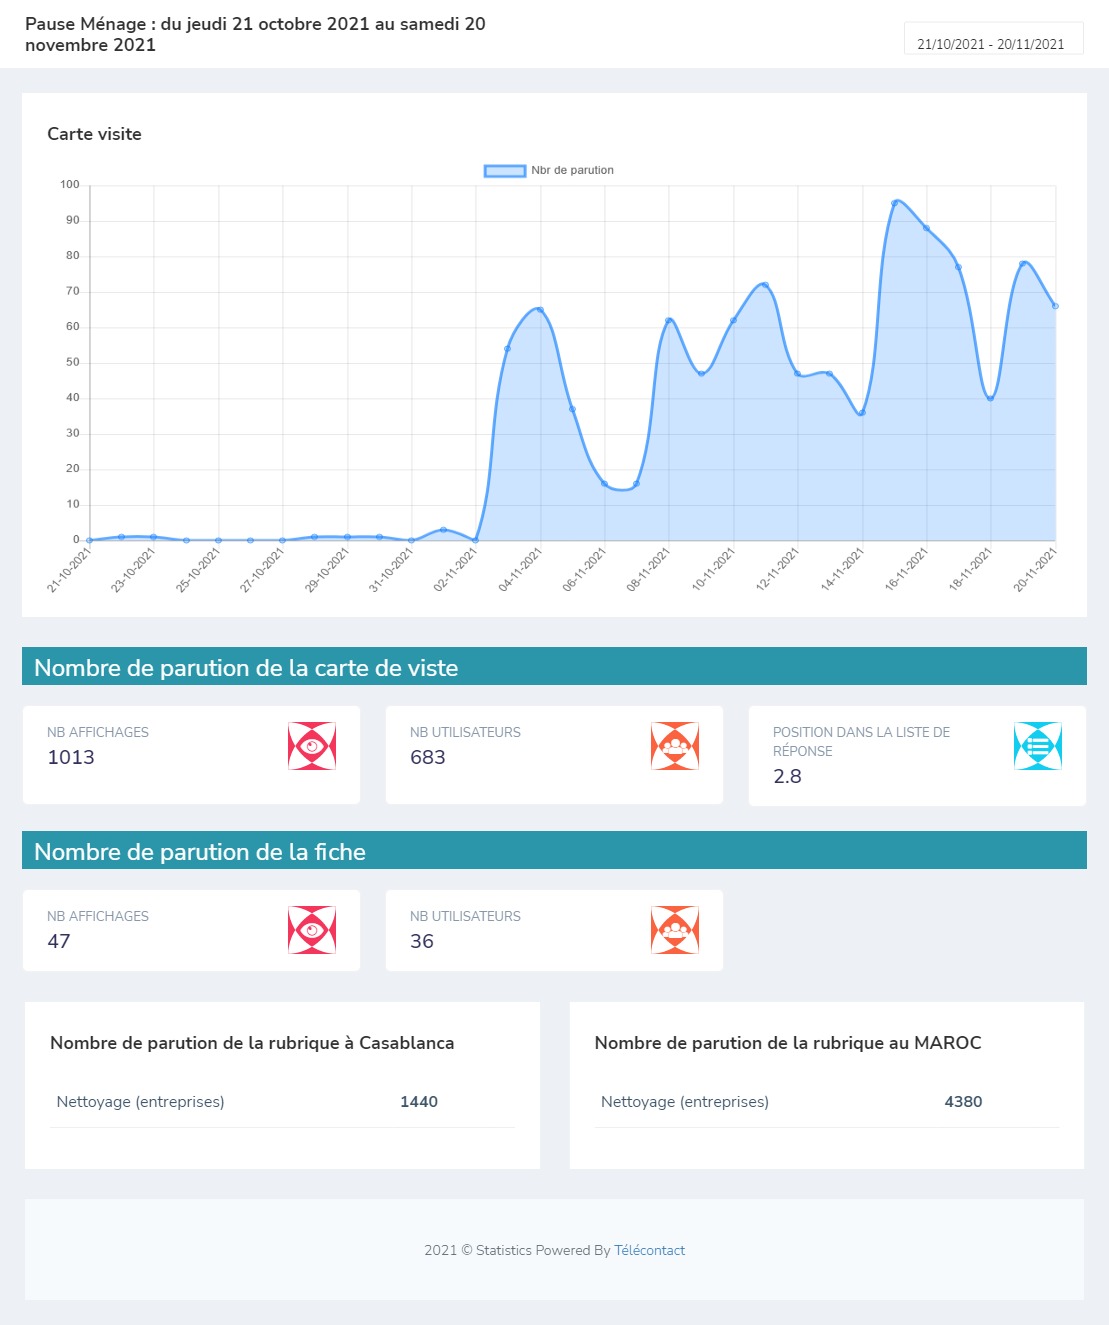 Pause Ménage : du jeudi 21 octobre 2021 au samedi 20
novembre 2021
21/10/2021 - 20/11/2021
Carte visite
Nbr de parution
100
90
80
70
60
50
40
30
20
10
0
21-10-2021
23-10-2021
25-10-2021
27-10-2021
29-10-2021
31-10-2021
02-11-2021
04-11-2021
06-11-2021
08-11-2021
10-11-2021
12-11-2021
14-11-2021
16-11-2021
18-11-2021
20-11-2021
Nombre de parution de la carte de viste
NB AFFICHAGES
1013
NB UTILISATEURS
683
POSITION DANS LA LISTE DE
RÉPONSE
2.8
Nombre de parution de la fiche
NB AFFICHAGES
47
NB UTILISATEURS
36
Nombre de parution de la rubrique à Casablanca
Nettoyage (entreprises) 1440
Nombre de parution de la rubrique au MAROC
Nettoyage (entreprises) 4380
2021 © Statistics Powered By Télécontact